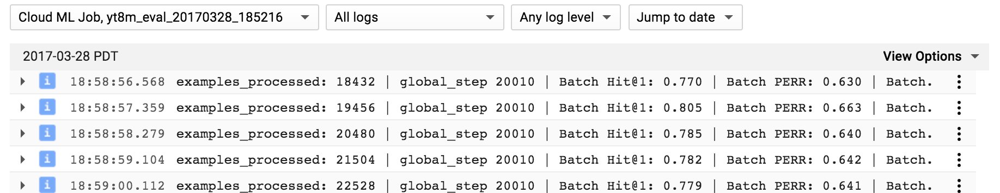 Cloud ML Job, yt8m_eval_20170328_185216 All logs Any log level Jump to date
2017-03-28 PDT View Options
i 18:58:56.568 examples_processed: 18432 | global_step 20010 | Batch Hit@1: 0.770 | Batch PERR: 0.630 | Batch.
i 18:58:57.359 examples_processed: 19456 | global_step 20010 | Batch Hit@1: 0.805 | Batch PERR: 0.663 | Batch.
i 18:58:58.279 examples_processed: 20480 | global_step 20010 | Batch Hit@1: 0.785 | Batch PERR: 0.640 | Batch.
i 18:58:59.104 examples_processed: 21504 | global_step 20010 | Batch Hit@1: 0.782 | Batch PERR: 0.642 | Batch.
i 18:59:00.112 examples_processed: 22528 | global_step 20010 | Batch Hit@1: 0.779 | Batch PERR: 0.641 | Batch.